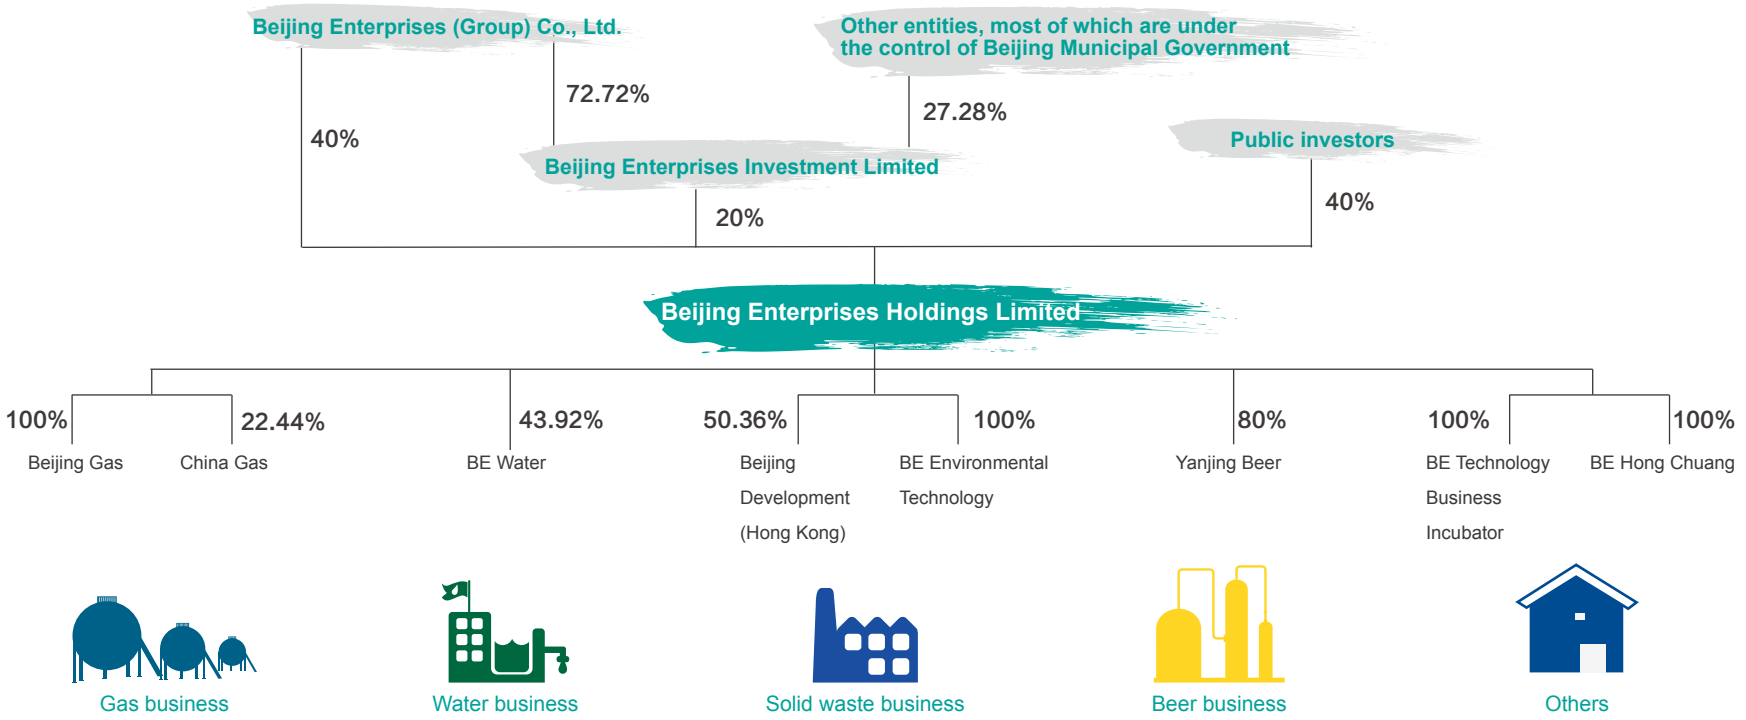 Beijing Enterprises (Group) Co., Ltd.
Other entities, most of which are under
the control of Beijing Municipal Government
72.72%
27.28%
40%
Public investors
Beijing Enterprises Investment Limited
20%
40%
Beijing Enterprises Holdings Limited
100%
22.44%
43.92%
50.36%
100%
80%
100%
100%
Beijing Gas
China Gas
BE Water
Beijing
Development
(Hong Kong)
BE Environmental
Technology
Yanjing Beer
BE Technology
Business
Incubator
BE Hong Chuang
Gas business
Water business
Solid waste business
Beer business
Others